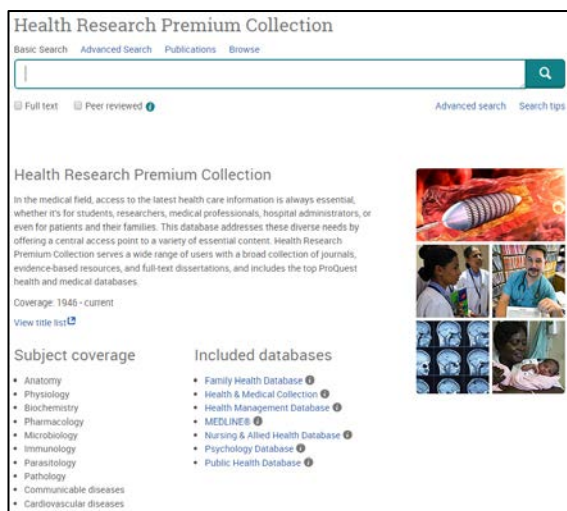 Health Research Premium Collection
Basic Search Advanced Search Publications Browse
Full text Peer reviewed
Advanced search Search tips
Health Research Premium Collection
In the medical field, access to the latest health care information is always essential,
whether it's for students, researchers, medical professionals, hospital administrators, or
even for patients and their families. This database addresses these diverse needs by
offering a central access point to a variety of essential content. Health Research
Premium Collection serves a wide range of users with a broad collection of journals,
evidence-based resources, and full-text dissertations, and includes the top ProQuest
health and medical databases.
Coverage: 1946 - current
View title list
Subject coverage
Anatomy
Physiology
Biochemistry
Pharmacology
Microbiology
Immunology
Parasitology
Pathology
Communicable diseases
Cardiovascular diseases
Included databases
Family Health Database
Health & Medical Collection
Health Management Database
MEDLINE®
Nursing & Allied Health Database
Psychology Database
Public Health Database